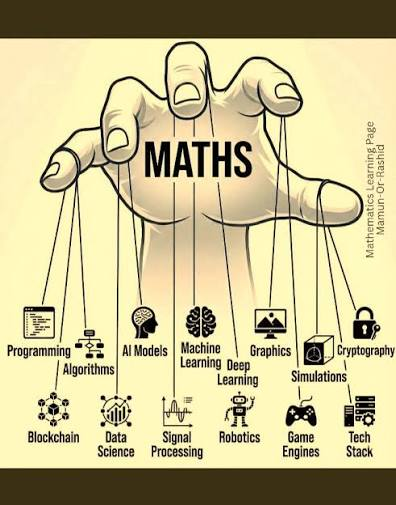 MATHS
Mathematics Learning Page
Mamun-Or-Rashid
Programming
Algorithms
AI Models
Machine
Learning
Deep
Learning
Graphics
Simulations
Cryptography
Blockchain
Data
Science
Signal
Processing
Robotics
Game
Engines
Tech
Stack